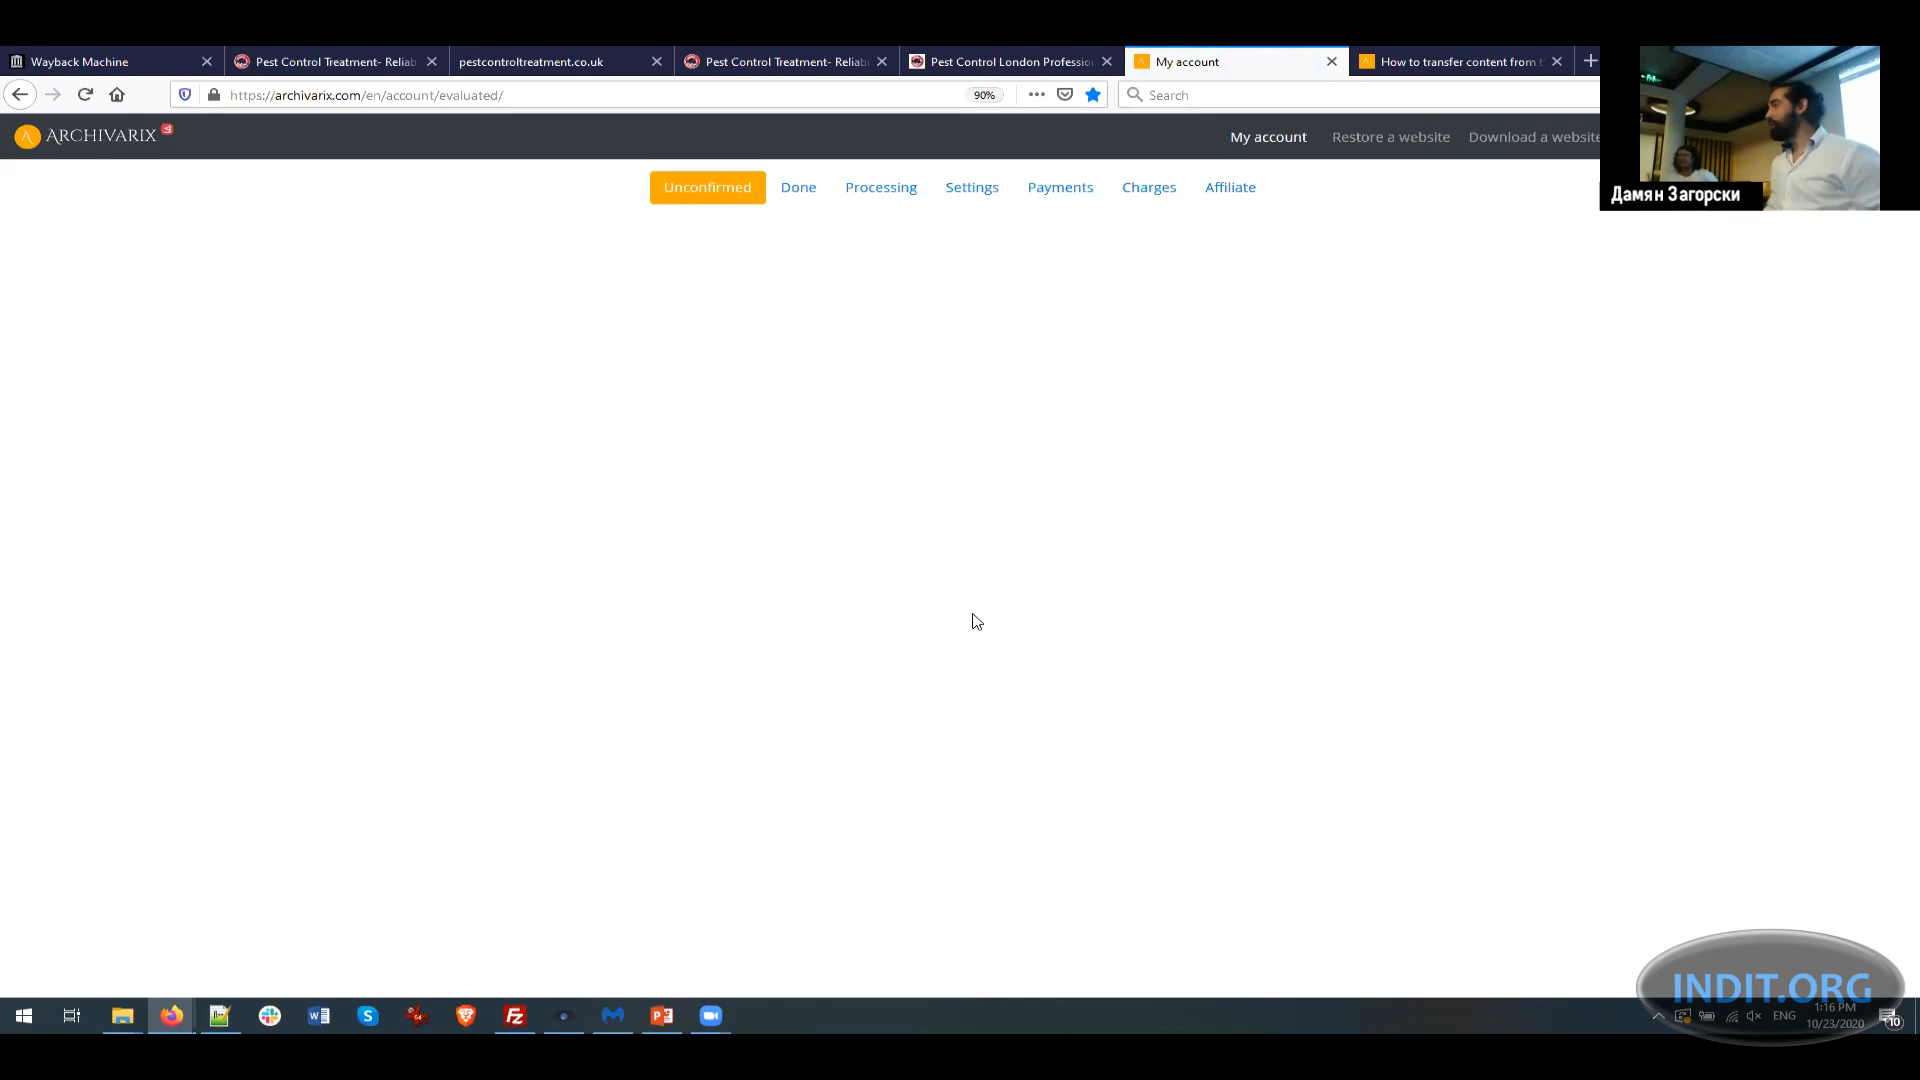 Wayback Machine
Pest Control Treatment- Reliab
pestcontroltreatment.co.uk
Pest Control Treatment- Reliab
Pest Control London Professio
My account
How to transfer content from t
https://archivarix.com/en/account/evaluated/
90%
Search
ARCHIVARIX
My account
Restore a website
Download a website
Unconfirmed
Done
Processing
Settings
Payments
Charges
Affiliate
Дамян Загорски
INDIT.ORG
ENG
1:16 PM
10/23/2020
10